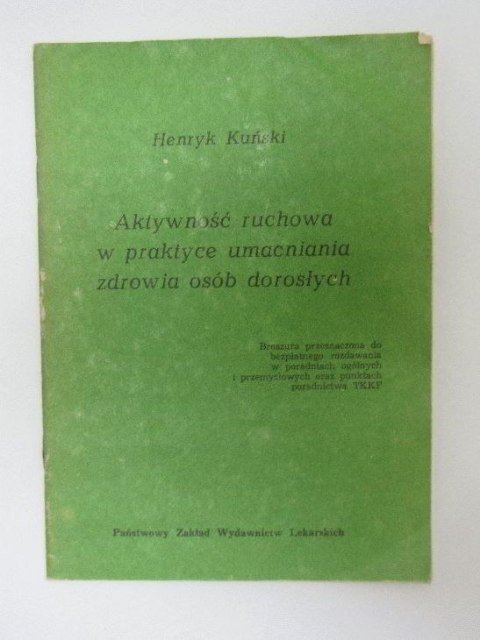 Henryk Kuński
Aktywność ruchowa
w praktyce umacniania
zdrowia osób dorosłych
Broszura przeznaczona do
bezpłatnego rozdawania
w poradniach ogólnych
i przemysłowych oraz punktach
poradnictwa TKKF
Państwowy Zakład Wydawnictw Lekarskich